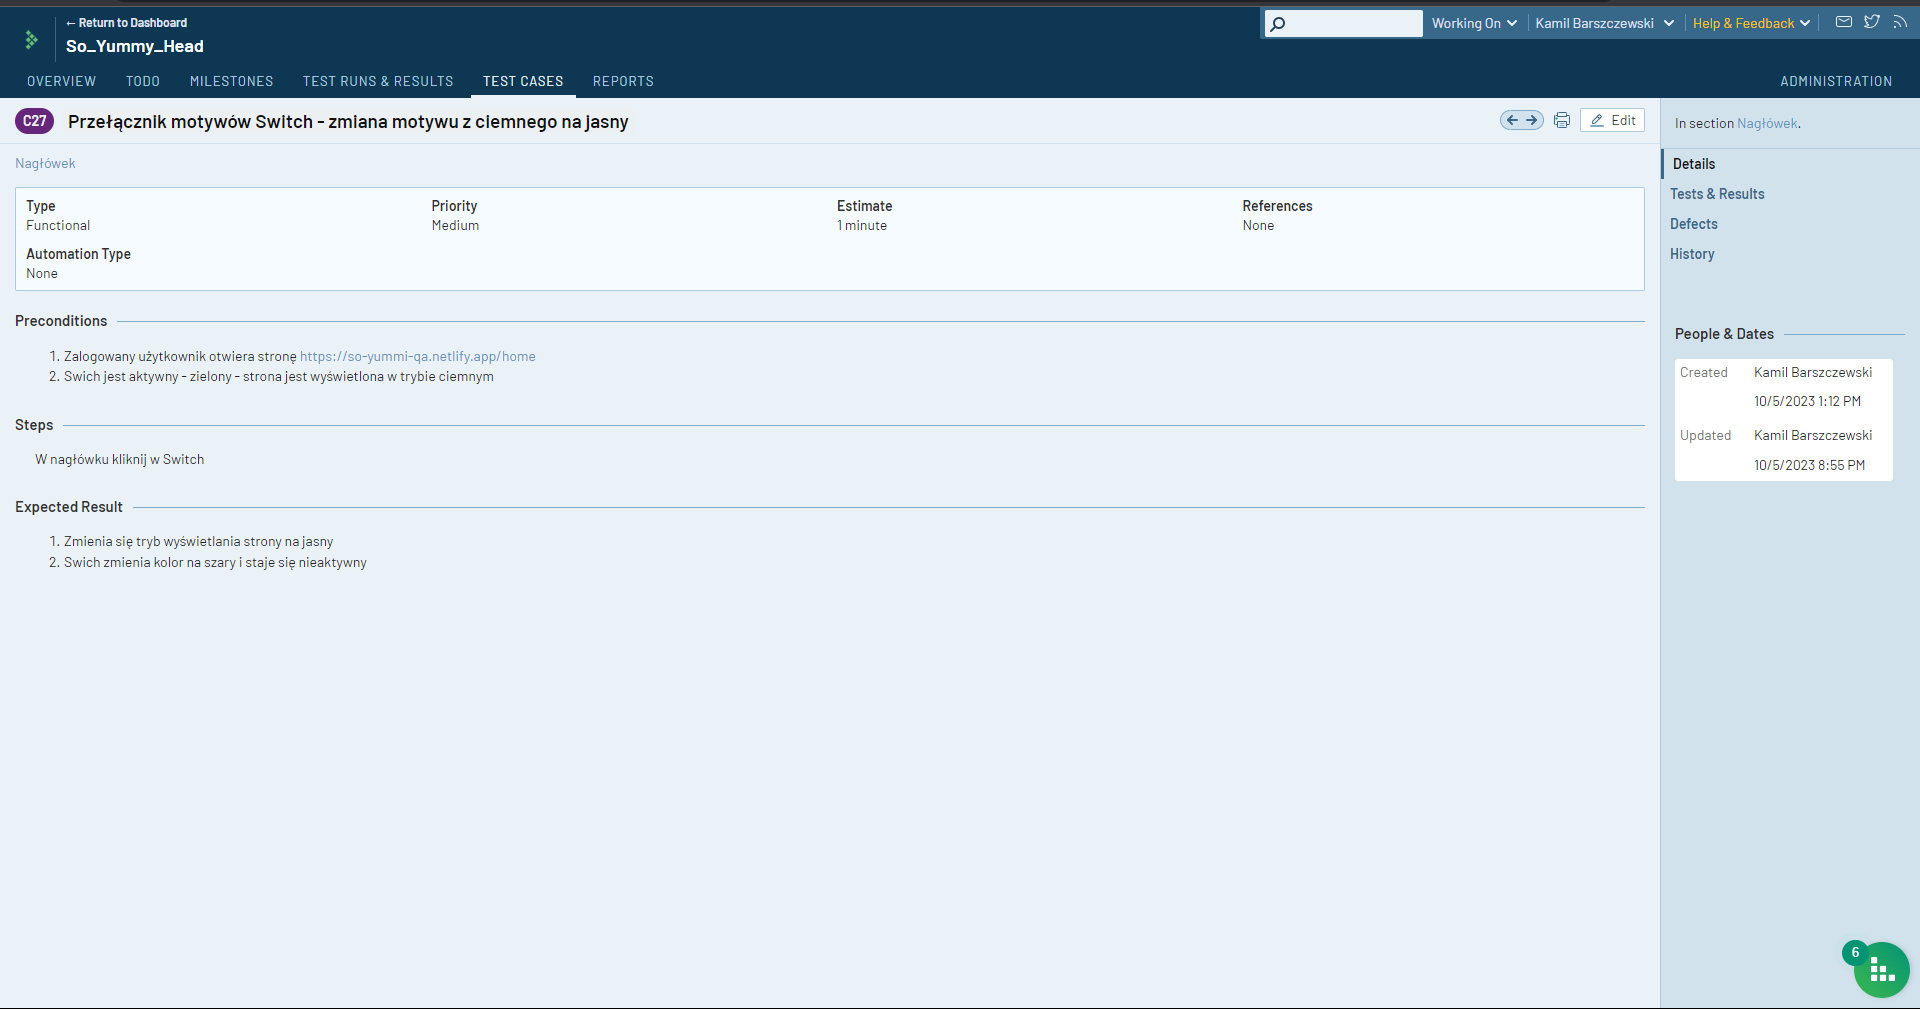 ← Return to Dashboard
So_Yummy_Head
Working On
Kamil Barszczewski
Help & Feedback
OVERVIEW
TODO
MILESTONES
TEST RUNS & RESULTS
TEST CASES
REPORTS
ADMINISTRATION
C27
Przełącznik motywów Switch - zmiana motywu z ciemnego na jasny
Edit
Nagłówek
Type
Functional
Priority
Medium
Estimate
1 minute
References
None
Automation Type
None
Preconditions
1. Zalogowany użytkownik otwiera stronę https://so-yummi-qa.netlify.app/home
2. Swich jest aktywny - zielony - strona jest wyświetlona w trybie ciemnym
Steps
W nagłówku kliknij w Switch
Expected Result
1. Zmienia się tryb wyświetlania strony na jasny
2. Swich zmienia kolor na szary i staje się nieaktywny
In section Nagłówek.
Details
Tests & Results
Defects
History
People & Dates
Created
Kamil Barszczewski
10/5/2023 1:12 PM
Updated
Kamil Barszczewski
10/5/2023 8:55 PM
6